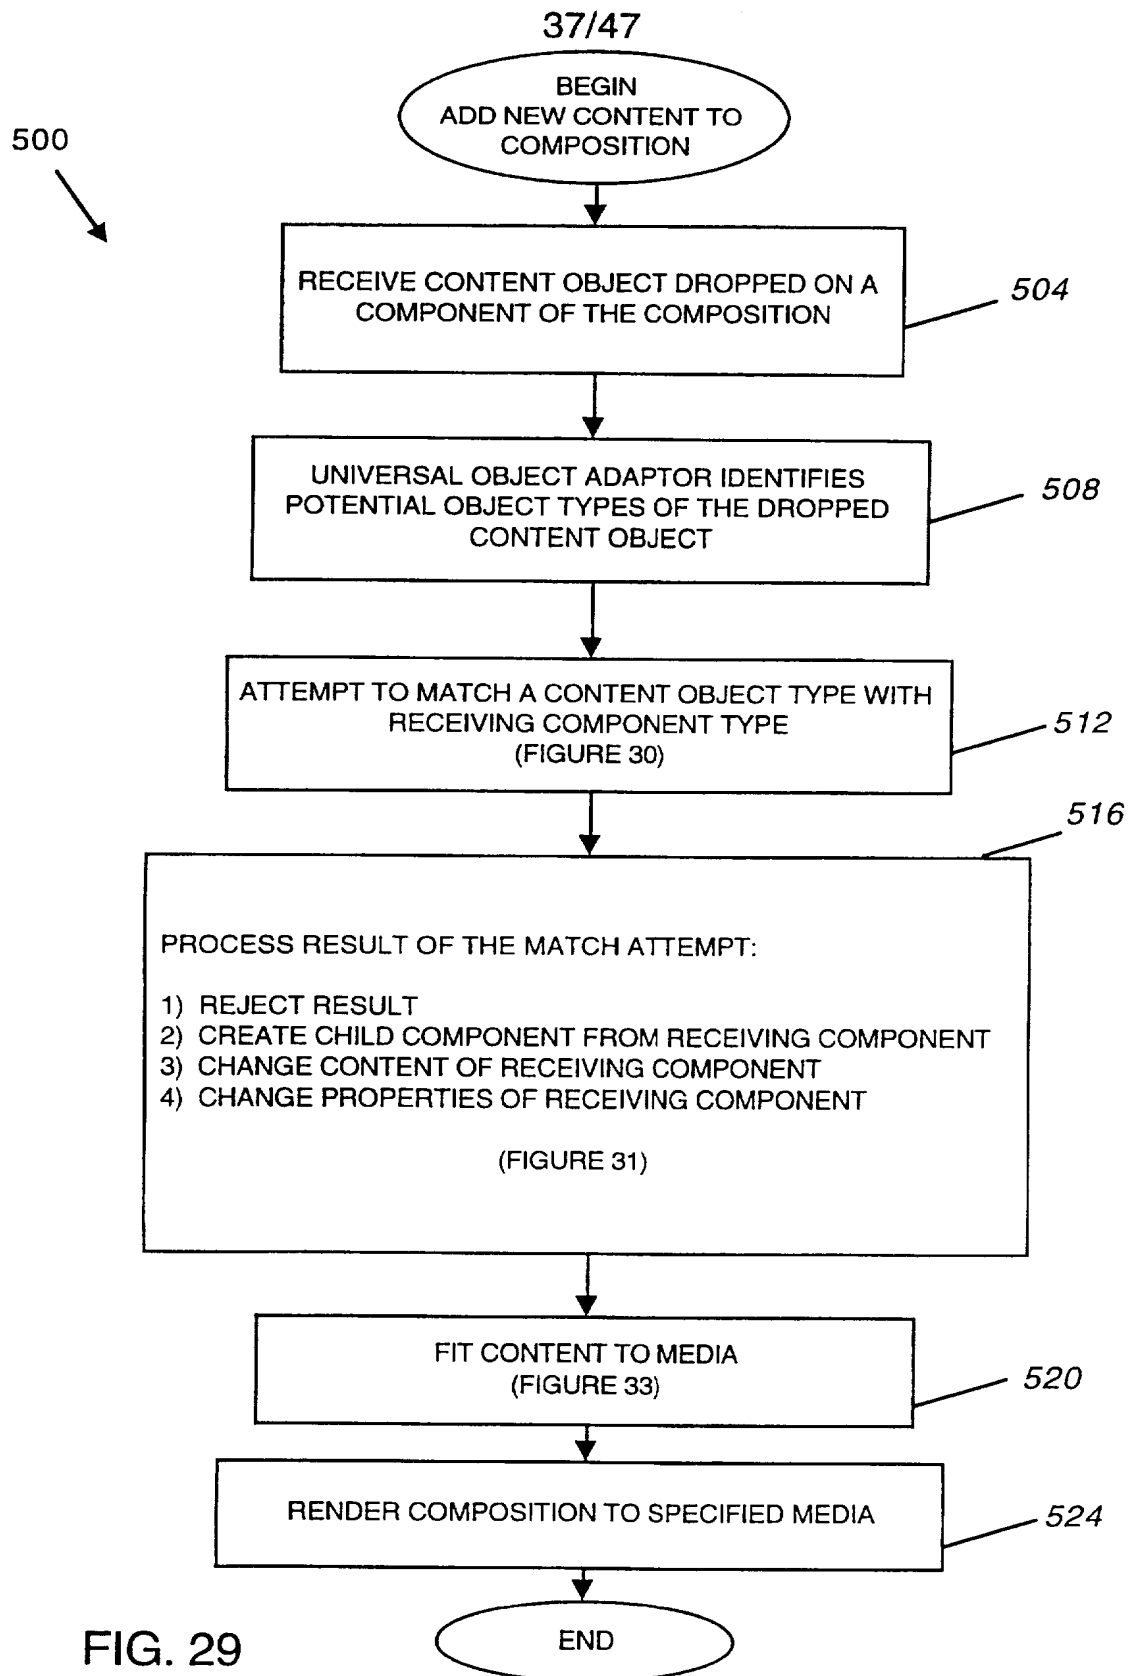 37/47
BEGIN
ADD NEW CONTENT TO
COMPOSITION
500
RECEIVE CONTENT OBJECT DROPPED ON A
COMPONENT OF THE COMPOSITION
504
UNIVERSAL OBJECT ADAPTOR IDENTIFIES
POTENTIAL OBJECT TYPES OF THE DROPPED
CONTENT OBJECT
508
ATTEMPT TO MATCH A CONTENT OBJECT TYPE WITH
RECEIVING COMPONENT TYPE
(FIGURE 30)
512
516
PROCESS RESULT OF THE MATCH ATTEMPT:
1) REJECT RESULT
2) CREATE CHILD COMPONENT FROM RECEIVING COMPONENT
3) CHANGE CONTENT OF RECEIVING COMPONENT
4) CHANGE PROPERTIES OF RECEIVING COMPONENT
(FIGURE 31)
FIT CONTENT TO MEDIA
(FIGURE 33)
520
RENDER COMPOSITION TO SPECIFIED MEDIA
524
END
FIG. 29